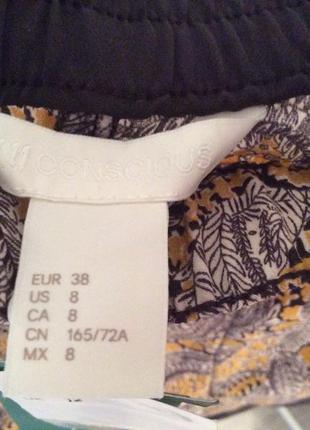 CONSCIOUS
EUR 38
US 8
CA 8
CN 165/72A
MX 8